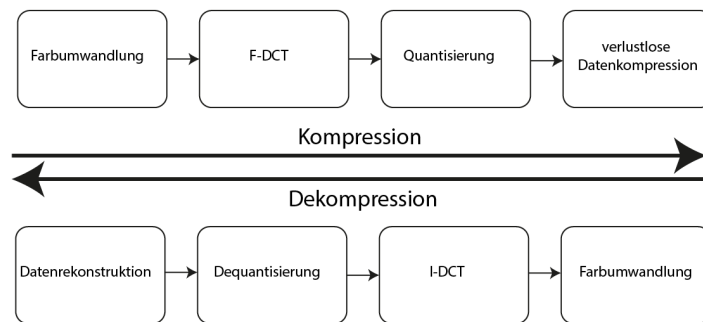 Farbumwandlung
F-DCT
Quantisierung
verlustlose
Datenkompression
Kompression
Dekompression
Datenrekonstruktion
Dequantisierung
I-DCT
Farbumwandlung